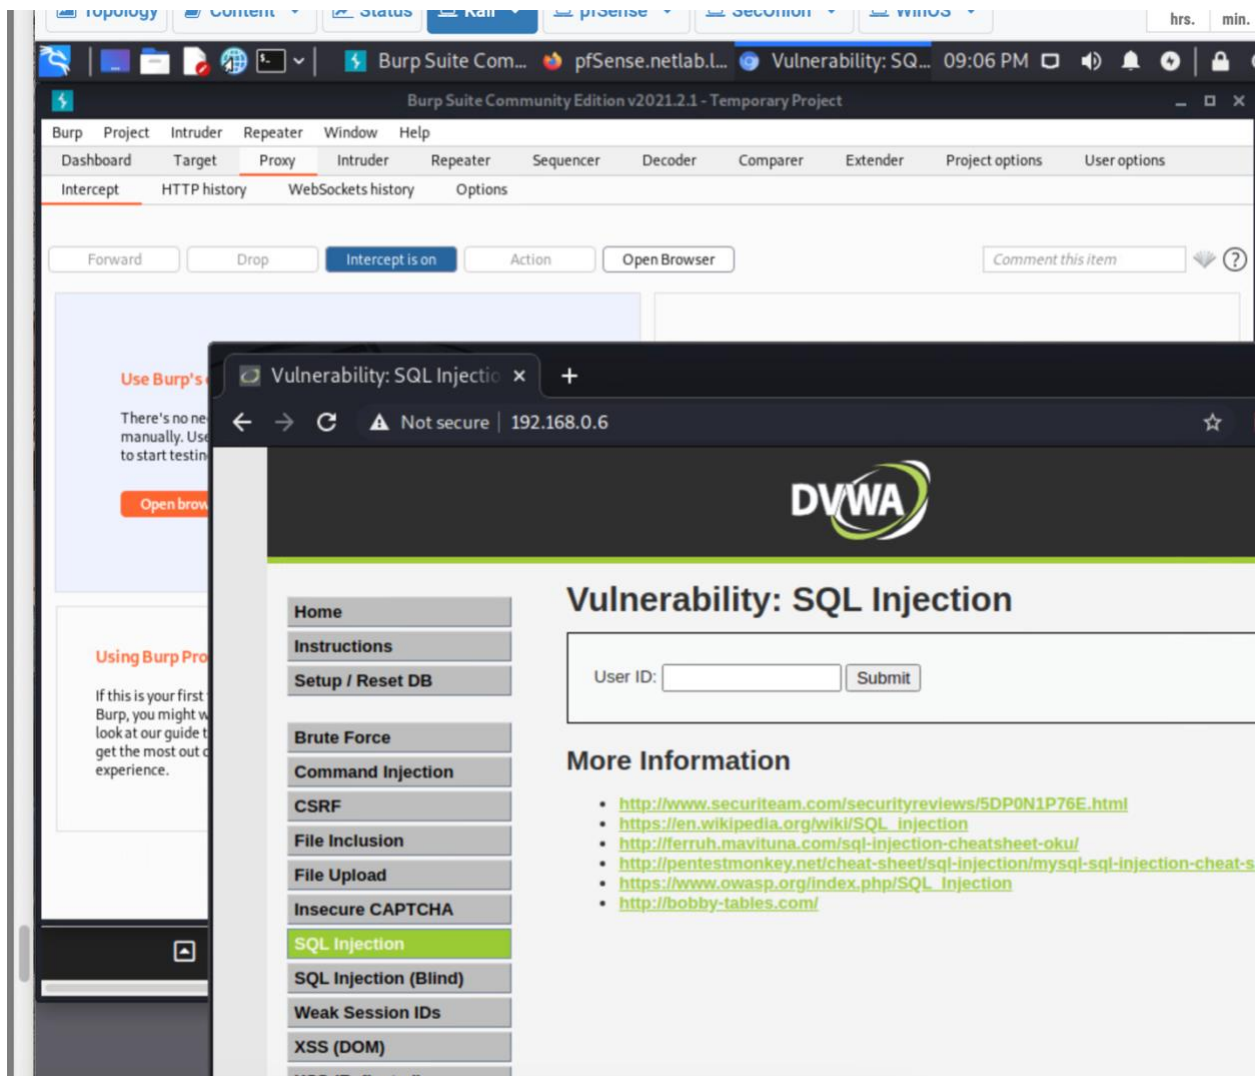 Topology Content Status Kali pfSense SecOnion WinOS
hrs. min.
Burp Suite Com... pfSense.netlab.l... Vulnerability: SQ... 09:06 PM
Burp Suite Community Edition v2021.2.1 - Temporary Project
Burp Project Intruder Repeater Window Help
Dashboard Target Proxy Intruder Repeater Sequencer Decoder Comparer Extender Project options User options
Intercept HTTP history WebSockets history Options
Forward Drop Intercept is on Action Open Browser Comment this item ?
Use Burp's
There's no ne
manually. Use
to start testin
Open brow
Using Burp Pro
If this is your first
Burp, you might w
look at our guide t
get the most out o
experience.
Vulnerability: SQL Injectio
Not secure | 192.168.0.6
DVWA
Home
Instructions
Setup / Reset DB
Brute Force
Command Injection
CSRF
File Inclusion
File Upload
Insecure CAPTCHA
SQL Injection
SQL Injection (Blind)
Weak Session IDs
XSS (DOM)
Vulnerability: SQL Injection
User ID: Submit
More Information
http://www.securiteam.com/securityreviews/5DP0N1P76E.html
https://en.wikipedia.org/wiki/SQL_injection
http://ferruh.mavituna.com/sql-injection-cheatsheet-oku/
http://pentestmonkey.net/cheat-sheet/sql-injection/mysql-sql-injection-cheat-s
https://www.owasp.org/index.php/SQL_Injection
http://bobby-tables.com/